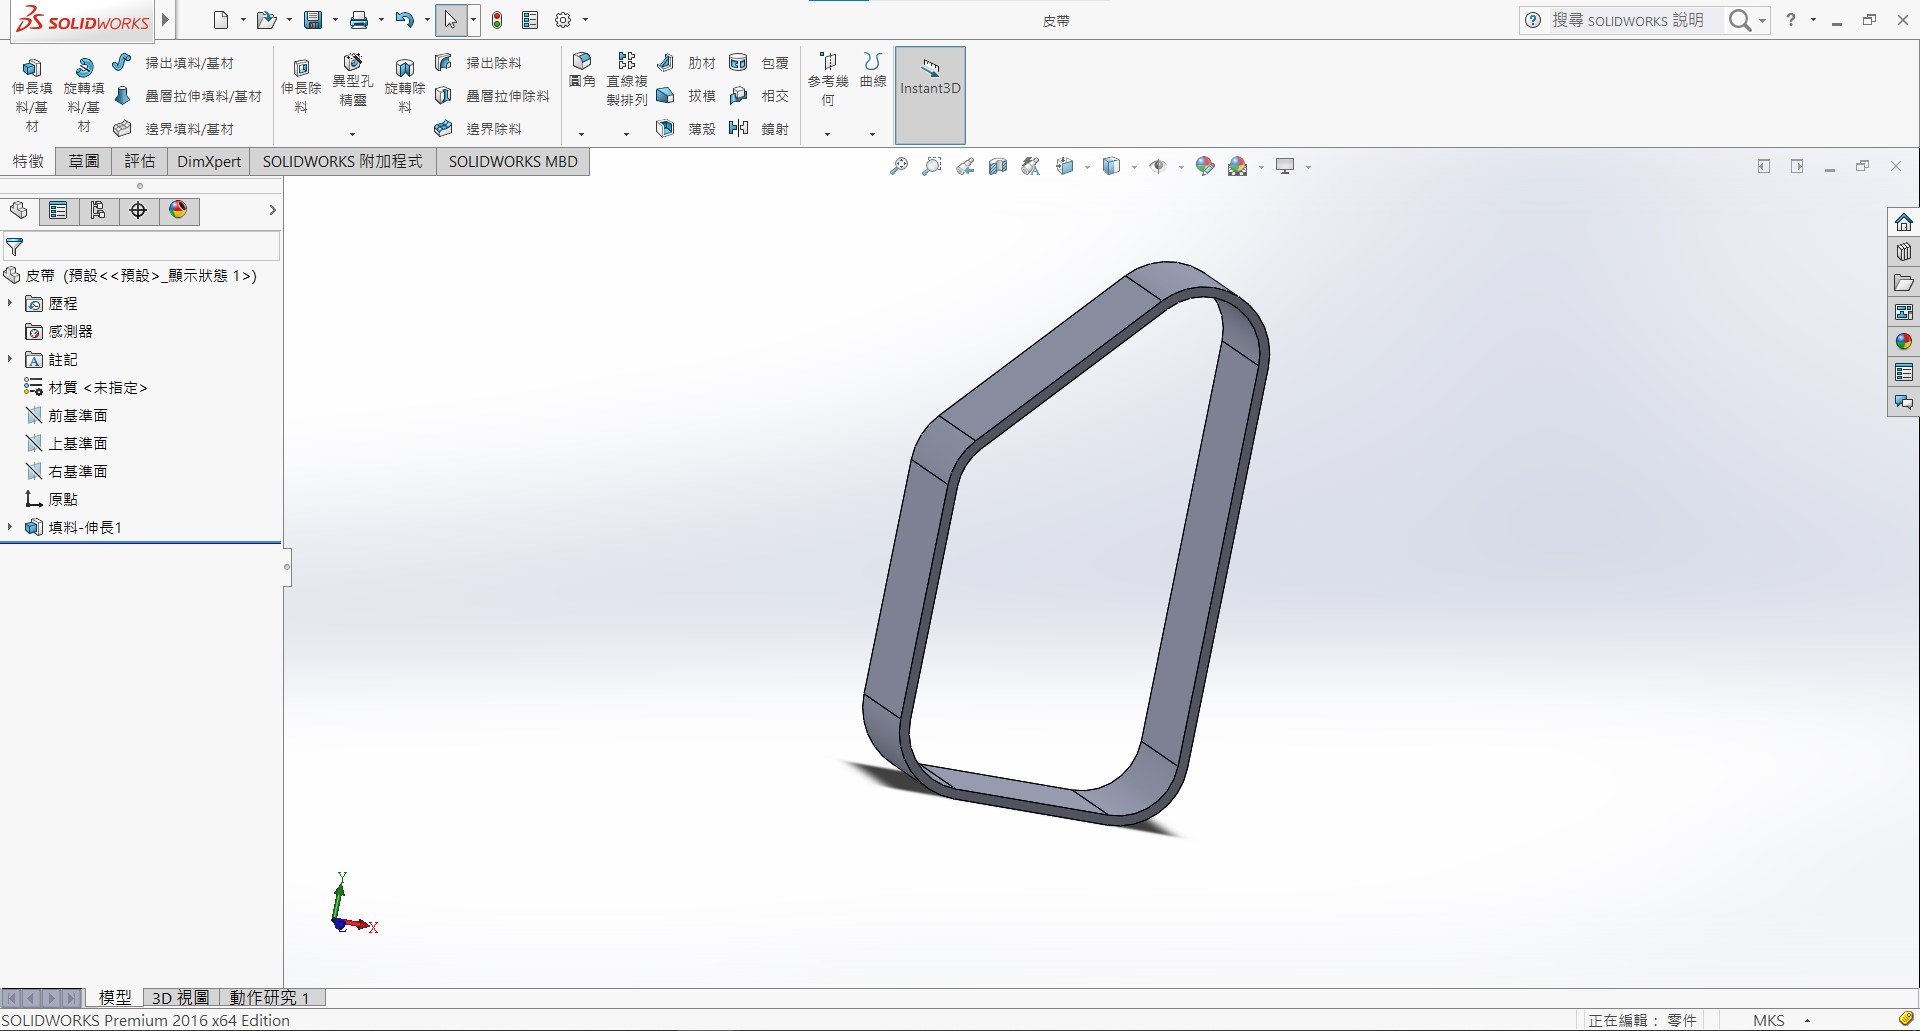 SOLIDWORKS
皮帶
搜尋 SOLIDWORKS 說明
?
伸長填料/基材
旋轉填料/基材
掃出填料/基材
疊層拉伸填料/基材
邊界填料/基材
伸長除料
異型孔精靈
旋轉除料
掃出除料
疊層拉伸除料
邊界除料
圓角
直線複製排列
肋材
拔模
薄殼
包覆
相交
鏡射
參考幾何
曲線
Instant3D
特徵
草圖
評估
DimXpert
SOLIDWORKS 附加程式
SOLIDWORKS MBD
皮帶 (預設<<預設>_顯示狀態 1>)
歷程
感測器
註記
材質 <未指定>
前基準面
上基準面
右基準面
原點
填料-伸長1
Y
X
模型
3D 視圖
動作研究 1
SOLIDWORKS Premium 2016 x64 Edition
正在編輯： 零件
MKS